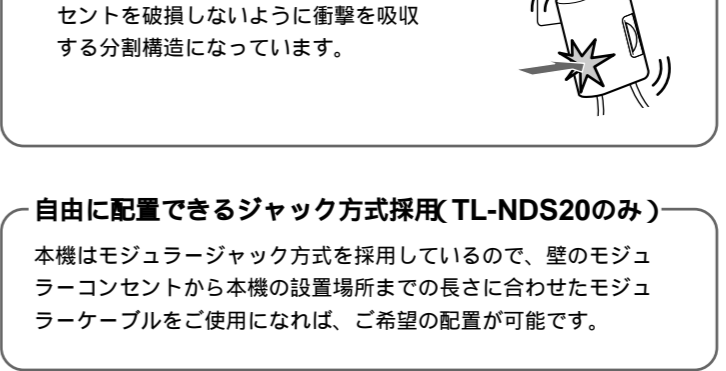 セントを破損しないように衝撃を吸収
する分割構造になっています。
自由に配置できるジャック方式採用(TL-NDS20のみ)
本機はモジュラージャック方式を採用しているので、壁のモジュ
ラーコンセントから本機の設置場所までの長さに合わせたモジュ
ラーケーブルをご使用になれば、ご希望の配置が可能です。